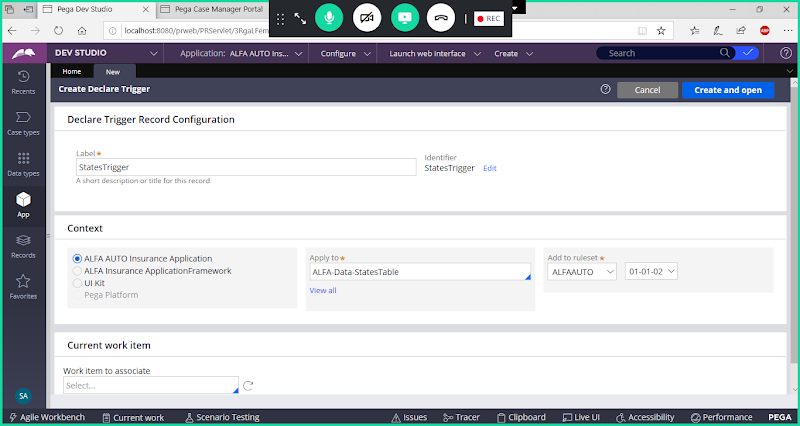 Pega Dev Studio
Pega Case Manager Portal
REC
localhost:8080/prweb/PRServlet/3RgaLFem
DEV STUDIO
Application: ALFA AUTO Ins...
Configure
Launch web interface
Create
Search
Home
New
Recents
Create Declare Trigger
Cancel
Create and open
Case types
Declare Trigger Record Configuration
Data types
Label *
StatesTrigger
A short description or title for this record
Identifier
StatesTrigger
Edit
App
Records
Favorites
Context
ALFA AUTO Insurance Application
ALFA Insurance ApplicationFramework
UI Kit
Pega Platform
Apply to *
ALFA-Data-StatesTable
View all
Add to ruleset *
ALFAAUTO
01-01-02
Current work item
Work item to associate
Select...
SA
Agile Workbench
Current work
Scenario Testing
Issues
Tracer
Clipboard
Live UI
Accessibility
Performance
PEGA